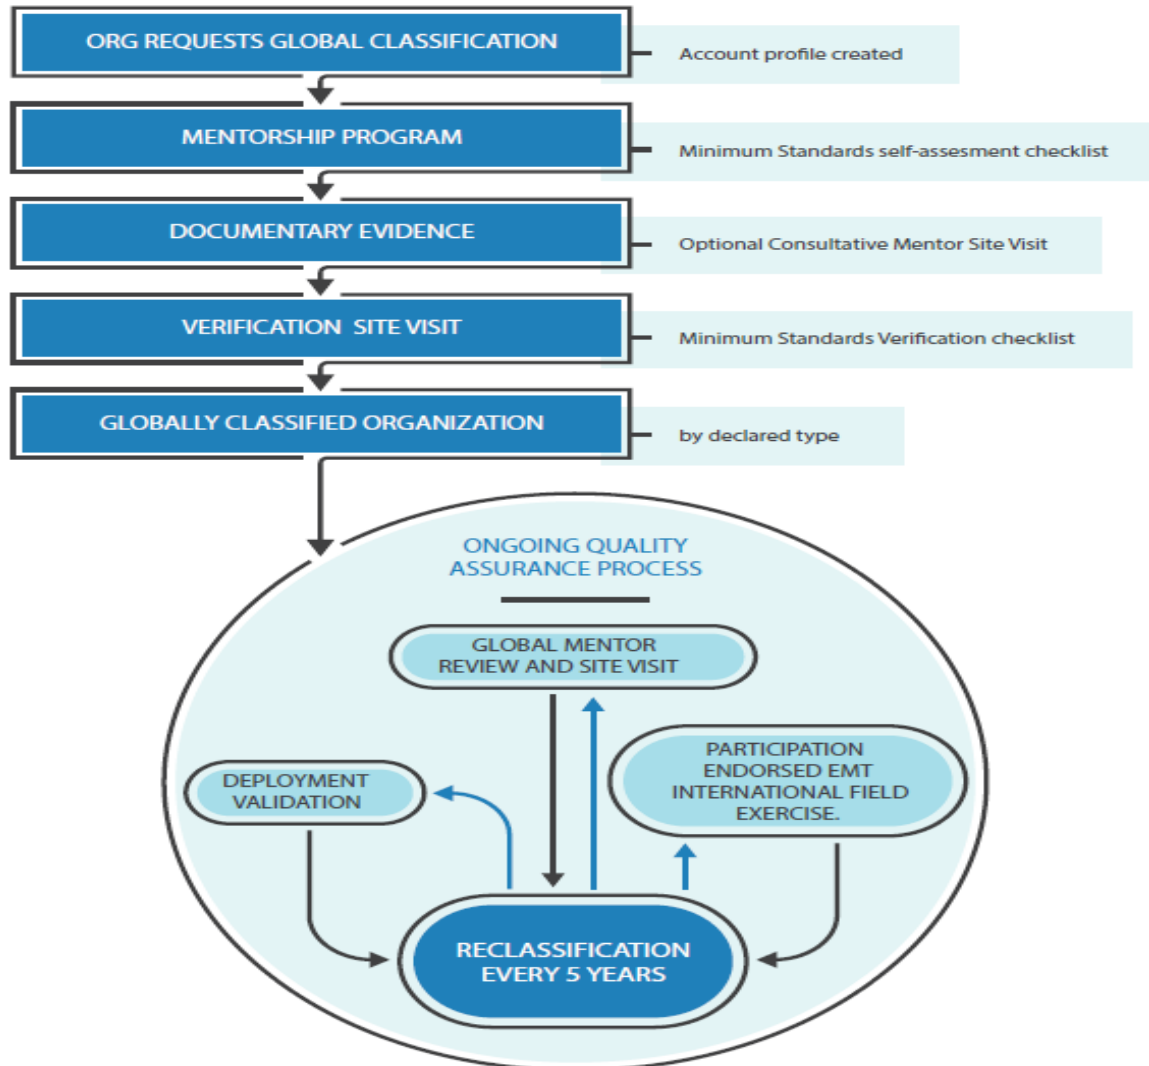 ORG REQUESTS GLOBAL CLASSIFICATION
Account profile created
MENTORSHIP PROGRAM
Minimum Standards self-assesment checklist
DOCUMENTARY EVIDENCE
Optional Consultative Mentor Site Visit
VERIFICATION SITE VISIT
Minimum Standards Verification checklist
GLOBALLY CLASSIFIED ORGANIZATION
by declared type
ONGOING QUALITY
ASSURANCE PROCESS
GLOBAL MENTOR
REVIEW AND SITE VISIT
DEPLOYMENT
VALIDATION
PARTICIPATION
ENDORSED EMT
INTERNATIONAL FIELD
EXERCISE.
RECLASSIFICATION
EVERY 5 YEARS